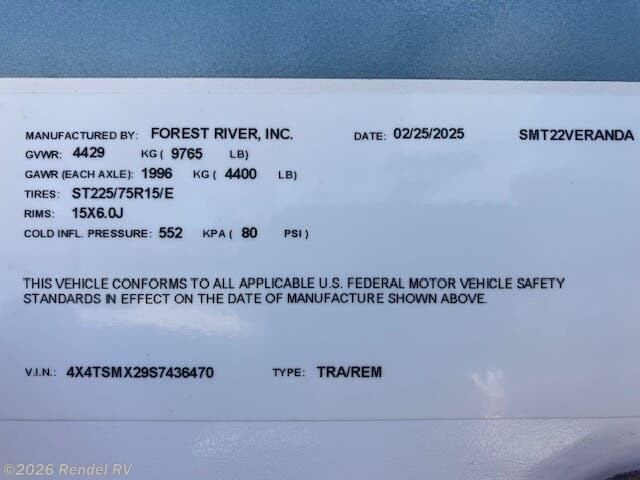 MANUFACTURED BY: FOREST RIVER, INC. DATE: 02/25/2025 SMT22VERANDA
GVWR: 4429 KG ( 9765 LB)
GAWR (EACH AXLE): 1996 KG ( 4400 LB)
TIRES: ST225/75R15/E
RIMS: 15X6.0J
COLD INFL. PRESSURE: 552 KPA ( 80 PSI )
THIS VEHICLE CONFORMS TO ALL APPLICABLE U.S. FEDERAL MOTOR VEHICLE SAFETY
STANDARDS IN EFFECT ON THE DATE OF MANUFACTURE SHOWN ABOVE.
V.I.N.: 4X4TSMX29S7436470 TYPE: TRA/REM
©2026 Rendel RV